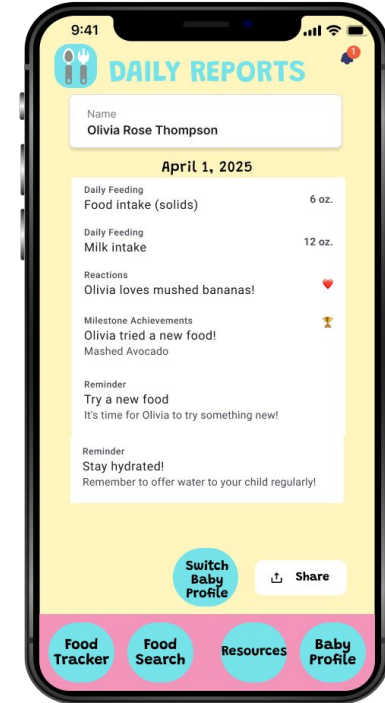 9:41
DAILY REPORTS
1
Name
Olivia Rose Thompson
April 1, 2025
Daily Feeding
Food intake (solids)
6 oz.
Daily Feeding
Milk intake
12 oz.
Reactions
Olivia loves mushed bananas!
Milestone Achievements
Olivia tried a new food!
Mashed Avocado
Reminder
Try a new food
It's time for Olivia to try something new!
Reminder
Stay hydrated!
Remember to offer water to your child regularly!
Switch
Baby
Profile
Share
Food
Tracker
Food
Search
Resources
Baby
Profile